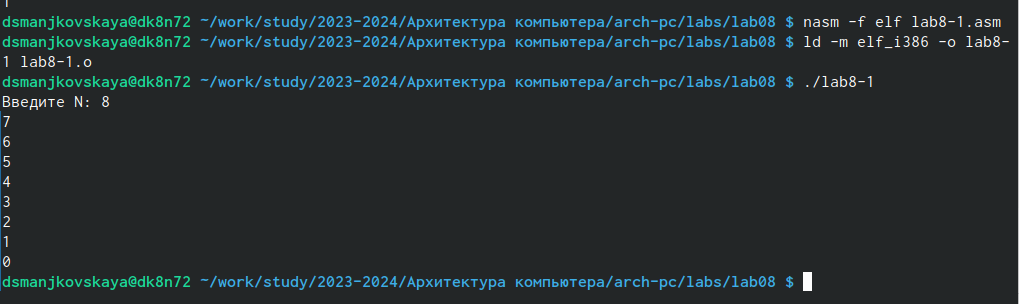 1
dsmanjkovskaya@dk8n72 ~/work/study/2023-2024/Архитектура компьютера/arch-pc/labs/lab08 $ nasm -f elf lab8-1.asm
dsmanjkovskaya@dk8n72 ~/work/study/2023-2024/Архитектура компьютера/arch-pc/labs/lab08 $ ld -m elf_i386 -o lab8-
1 lab8-1.o
dsmanjkovskaya@dk8n72 ~/work/study/2023-2024/Архитектура компьютера/arch-pc/labs/lab08 $ ./lab8-1
Введите N: 8
7
6
5
4
3
2
1
0
dsmanjkovskaya@dk8n72 ~/work/study/2023-2024/Архитектура компьютера/arch-pc/labs/lab08 $